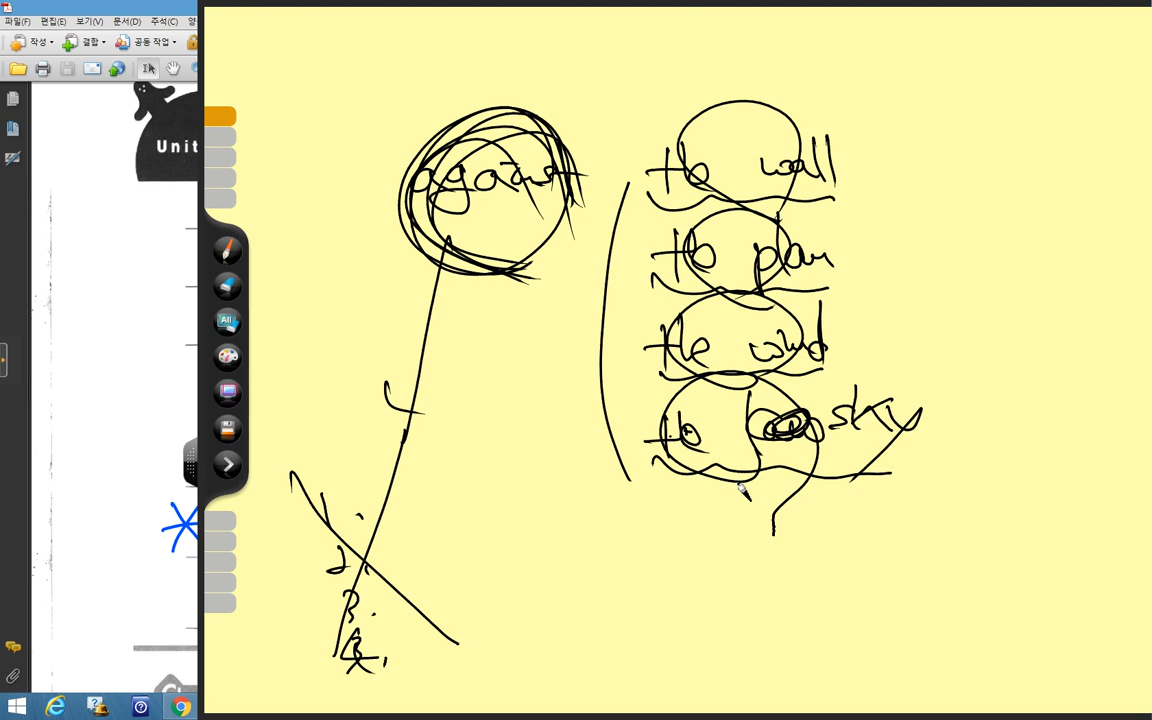 파일(F) 편집(E) 보기(V) 문서(D) 주석(C)
작성 결합 공동 작업
Unit
against
the wall
the plan
the wind
the sky
1.
2.
3.
4.